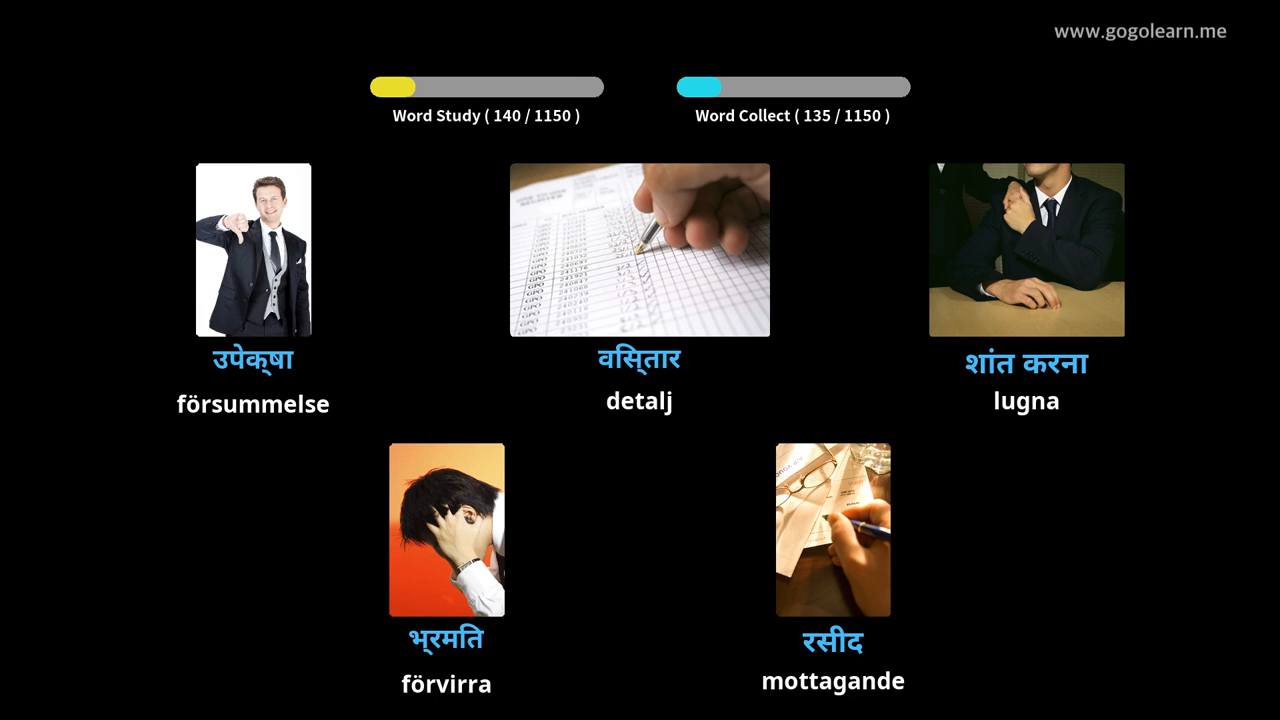 www.gogolearn.me
Word Study ( 140 / 1150 )
Word Collect ( 135 / 1150 )
उपेक्षा
विस्तार
शांत करना
försummelse
detalj
lugna
भ्रमति
रसीद
förvirra
mottagande